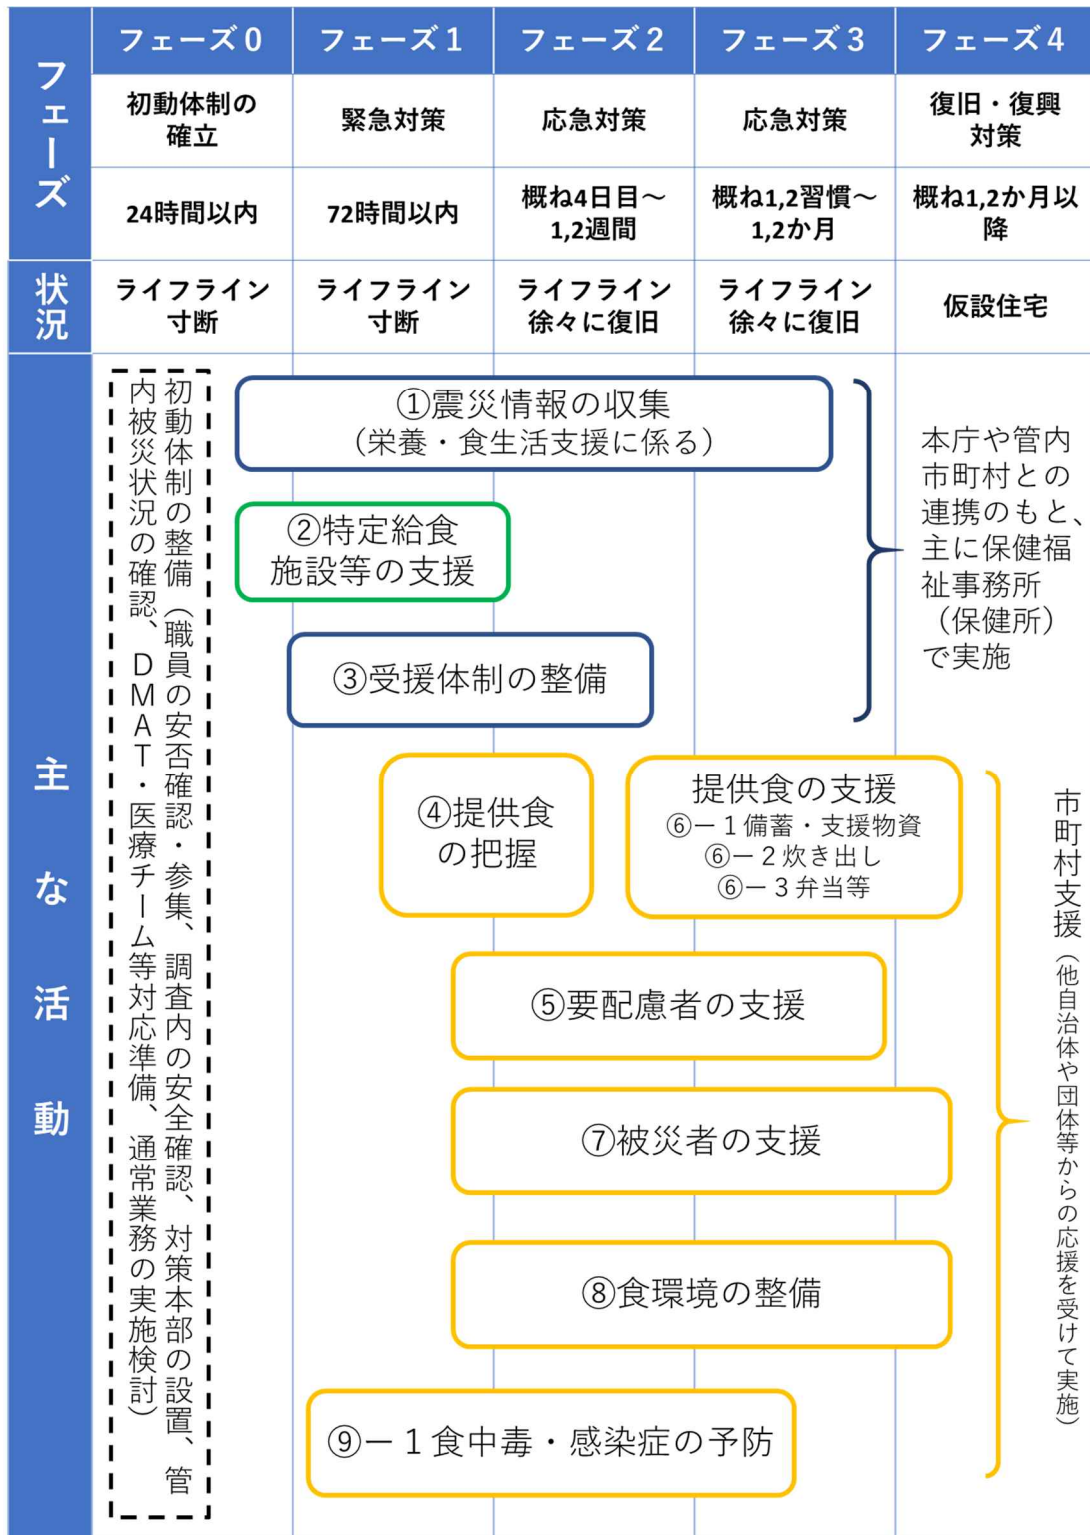 フェーズ
フェーズ０
フェーズ１
フェーズ２
フェーズ３
フェーズ４
初動体制の
確立
緊急対策
応急対策
応急対策
復旧・復興
対策
24時間以内
72時間以内
概ね4日目～
1,2週間
概ね1,2習慣～
1,2か月
概ね1,2か月以
降
状況
ライフライン
寸断
ライフライン
寸断
ライフライン
徐々に復旧
ライフライン
徐々に復旧
仮設住宅
主な活動
初動体制の整備（職員の安否確認・参集、調査内の安全確認、対策本部の設置、管
内被災状況の確認、ＤＭＡＴ・医療チーム等対応準備、通常業務の実施検討）
①震災情報の収集
（栄養・食生活支援に係る）
②特定給食
施設等の支援
③受援体制の整備
本庁や管内
市町村との
連携のもと、
主に保健福
祉事務所
（保健所）
で実施
④提供食
の把握
提供食の支援
⑥－１備蓄・支援物資
⑥－２炊き出し
⑥－３弁当等
⑤要配慮者の支援
⑦被災者の支援
⑧食環境の整備
⑨－１食中毒・感染症の予防
市町村支援（他自治体や団体等からの応援を受けて実施）